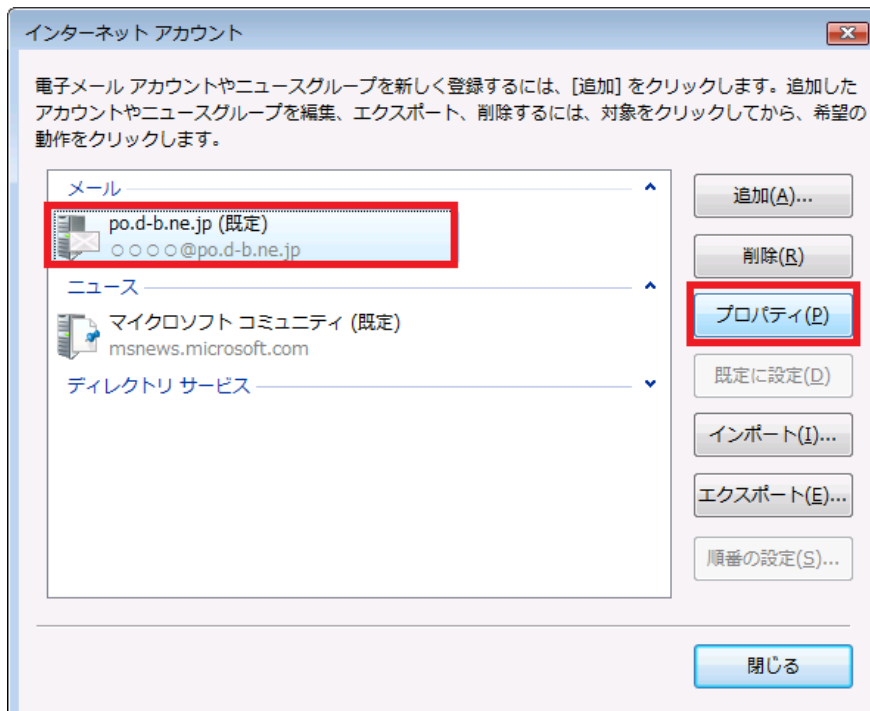 インターネット アカウント
電子メール アカウントやニュースグループを新しく登録するには、[追加] をクリックします。追加した
アカウントやニュースグループを編集、エクスポート、削除するには、対象をクリックしてから、希望の
動作をクリックします。
メール
po.d-b.ne.jp (既定)
○○○○@po.d-b.ne.jp
ニュース
マイクロソフト コミュニティ (既定)
msnews.microsoft.com
ディレクトリ サービス
追加(A)...
削除(R)
プロパティ(P)
既定に設定(D)
インポート(I)...
エクスポート(E)...
順番の設定(S)...
閉じる